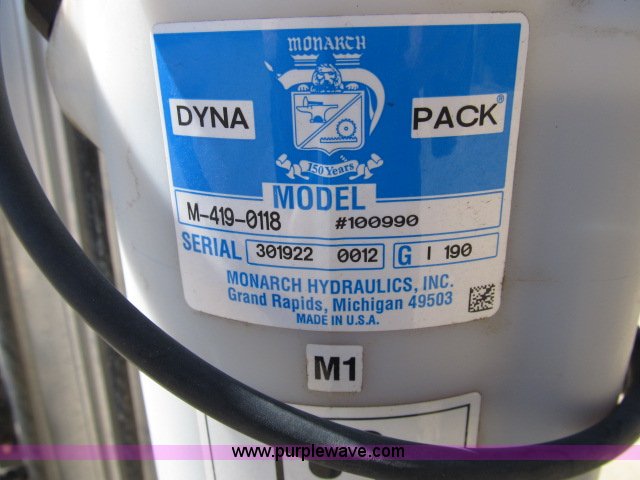 MONARCH
DYNA PACK®
150 Years
MODEL
M-419-0118 #100990
SERIAL 301922 0012 G I 190
MONARCH HYDRAULICS, INC.
Grand Rapids, Michigan 49503
MADE IN U.S.A.
M1
www.purplewave.com